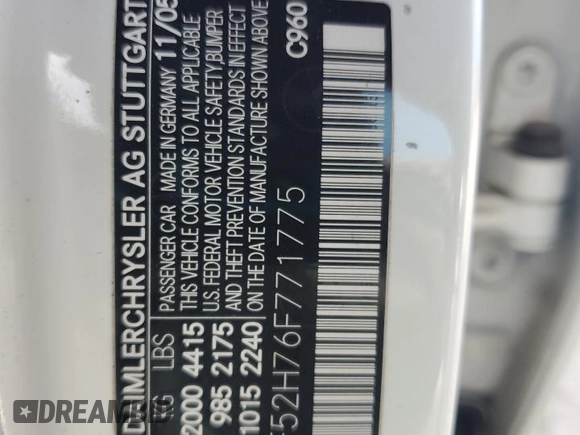 DAIMLERCHRYSLER AG STUTTGART
PASSENGER CAR MADE IN GERMANY 11/05
LBS THIS VEHICLE CONFORMS TO ALL APPLICABLE
2000 4415 U.S. FEDERAL MOTOR VEHICLE SAFETY/BUMPER
985 2175 AND THEFT PREVENTION STANDARDS IN EFFECT
1015 2240 ON THE DATE OF MANUFACTURE SHOWN ABOVE
C960
52H76F771775
DREAMBID